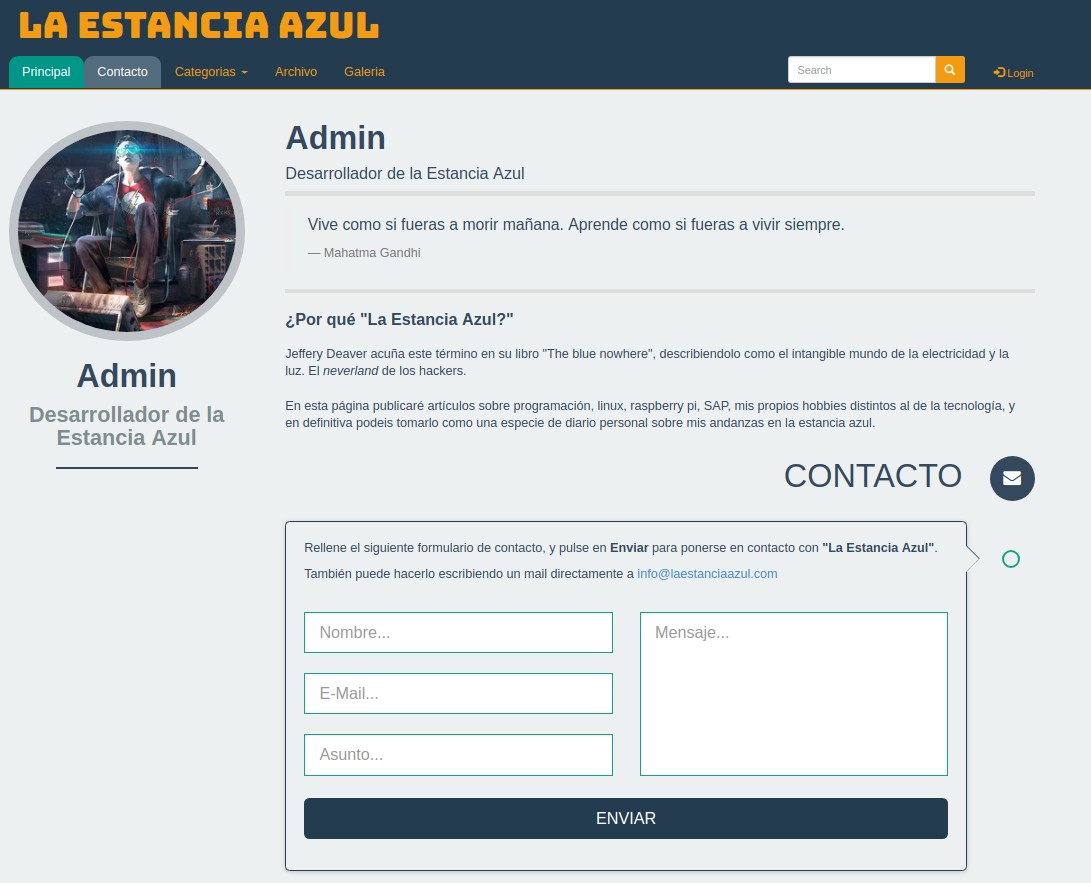 LA ESTANCIA AZUL
Principal
Contacto
Categorias
Archivo
Galeria
Search
Login
Admin
Desarrollador de la
Estancia Azul
Admin
Desarrollador de la Estancia Azul
Vive como si fueras a morir mañana. Aprende como si fueras a vivir siempre.
— Mahatma Gandhi
¿Por qué "La Estancia Azul?"
Jeffery Deaver acuña este término en su libro "The blue nowhere", describiendolo como el intangible mundo de la electricidad y la
luz. El neverland de los hackers.
En esta página publicaré artículos sobre programación, linux, raspberry pi, SAP, mis propios hobbies distintos al de la tecnología, y
en definitiva podeis tomarlo como una especie de diario personal sobre mis andanzas en la estancia azul.
CONTACTO
Rellene el siguiente formulario de contacto, y pulse en Enviar para ponerse en contacto con "La Estancia Azul".
También puede hacerlo escribiendo un mail directamente a info@laestanciaazul.com
Nombre...
E-Mail...
Asunto...
Mensaje...
ENVIAR